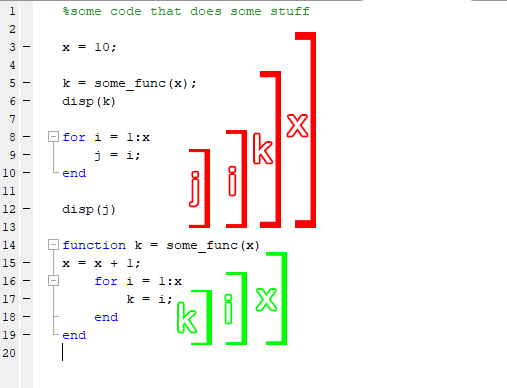 1 %some code that does some stuff
2
3 x = 10;
4
5 k = some_func(x);
6 disp(k)
7
8 for i = 1:x
9 j = i;
10 end
11
12 disp(j)
13
14 function k = some_func(x)
15 x = x + 1;
16 for i = 1:x
17 k = i;
18 end
19 end
20
j i k x
k i x